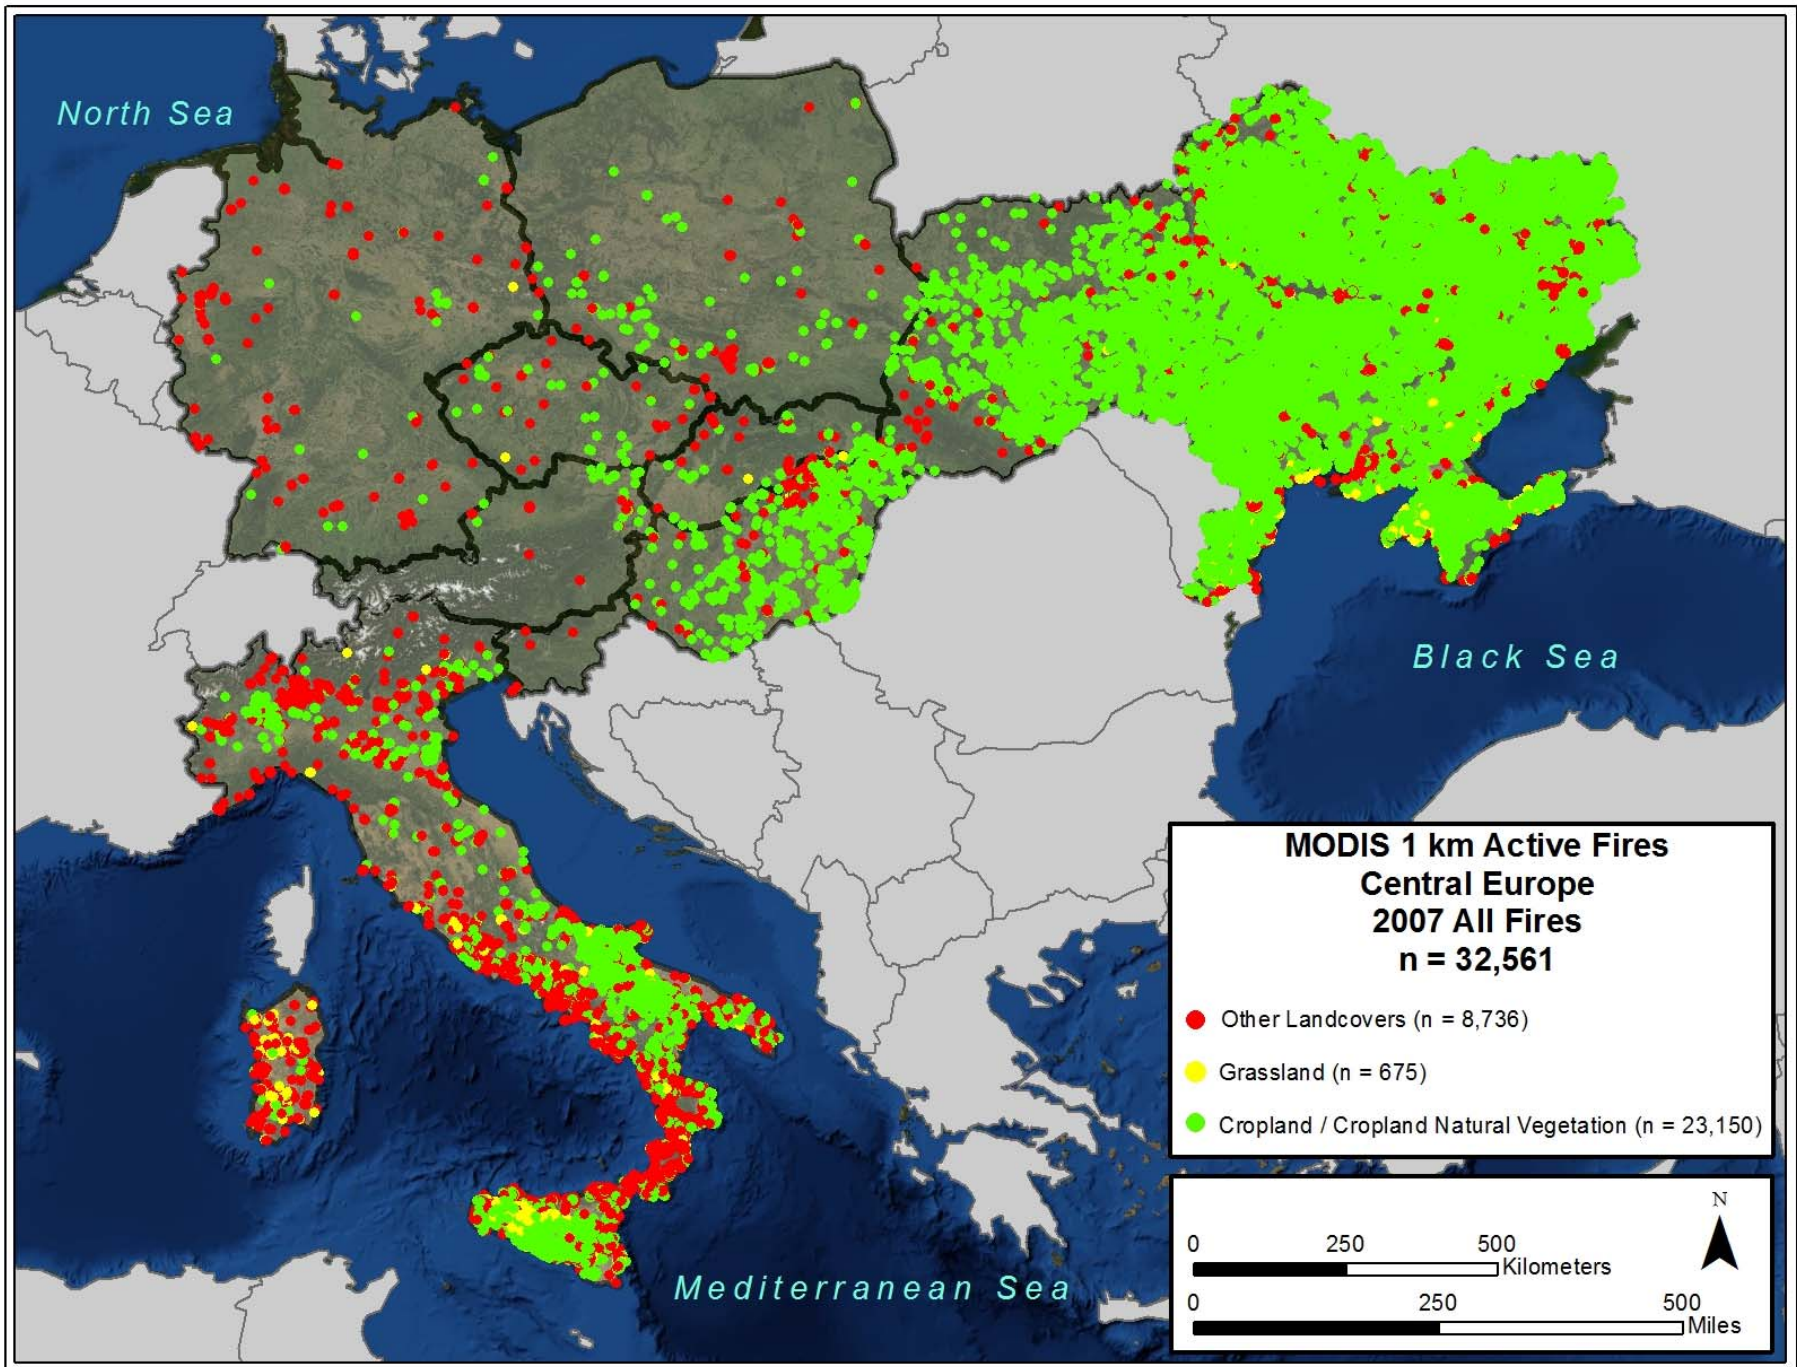 North Sea
Black Sea
Mediterranean Sea
MODIS 1 km Active Fires
Central Europe
2007 All Fires
n = 32,561
Other Landcovers (n = 8,736)
Grassland (n = 675)
Cropland / Cropland Natural Vegetation (n = 23,150)
N
0 250 500
Kilometers
0 250 500
Miles